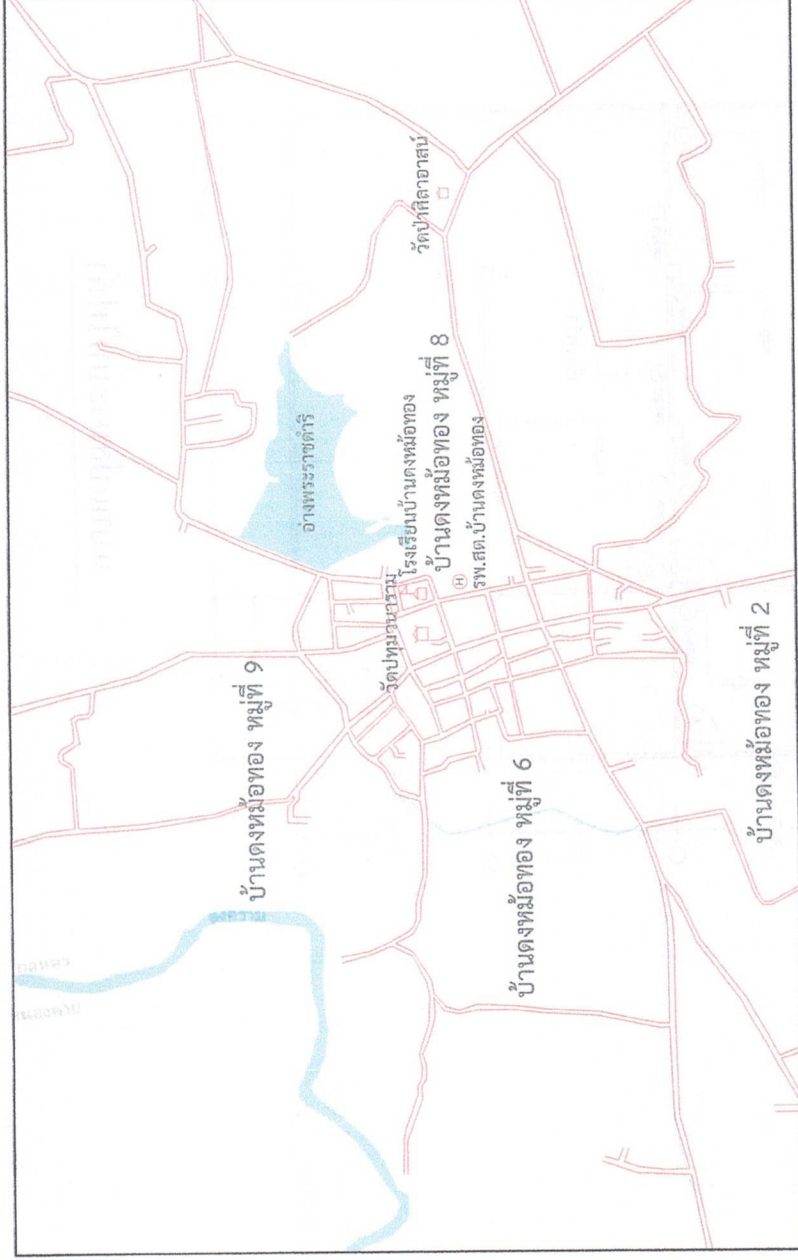 วัดป่าศิลาอาสน์
อ่างพระราชดำริ
โรงเรียนบ้านดงหม้อทอง
บ้านดงหม้อทอง หมู่ที่ 8
รพ.สต.บ้านดงหม้อทอง
H
วัดปทุมวนาราม
บ้านดงหม้อทอง หมู่ที่ 9
บ้านดงหม้อทอง หมู่ที่ 6
บ้านดงหม้อทอง หมู่ที่ 2